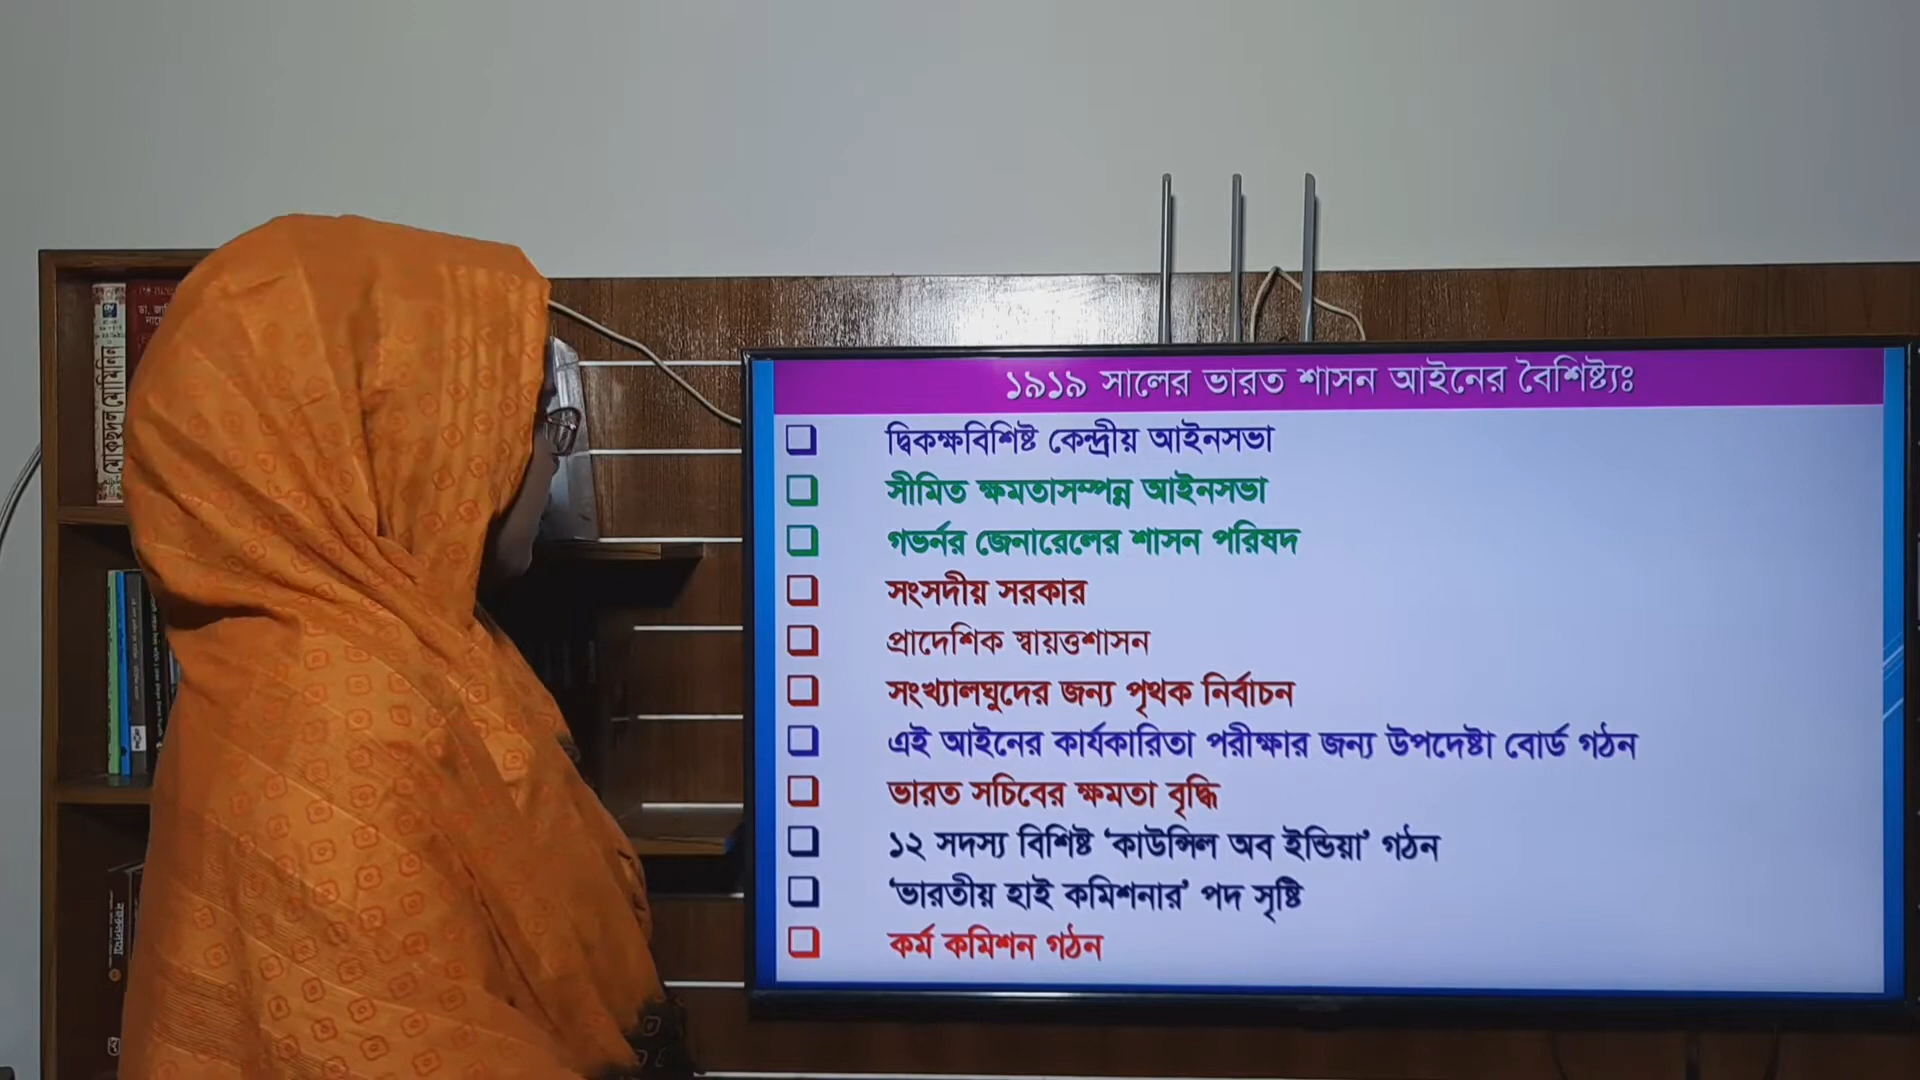 ১৯১৯ সালের ভারত শাসন আইনের বৈশিষ্ট্যঃ
দ্বিকক্ষবিশিষ্ট কেন্দ্রীয় আইনসভা
সীমিত ক্ষমতাসম্পন্ন আইনসভা
গভর্নর জেনারেলের শাসন পরিষদ
সংসদীয় সরকার
প্রাদেশিক স্বায়ত্তশাসন
সংখ্যালঘুদের জন্য পৃথক নির্বাচন
এই আইনের কার্যকারিতা পরীক্ষার জন্য উপদেষ্টা বোর্ড গঠন
ভারত সচিবের ক্ষমতা বৃদ্ধি
১২ সদস্য বিশিষ্ট ‘কাউন্সিল অব ইন্ডিয়া’ গঠন
‘ভারতীয় হাই কমিশনার’ পদ সৃষ্টি
কর্ম কমিশন গঠন
মোকছুদুল মোমিনিন
ডা. জা